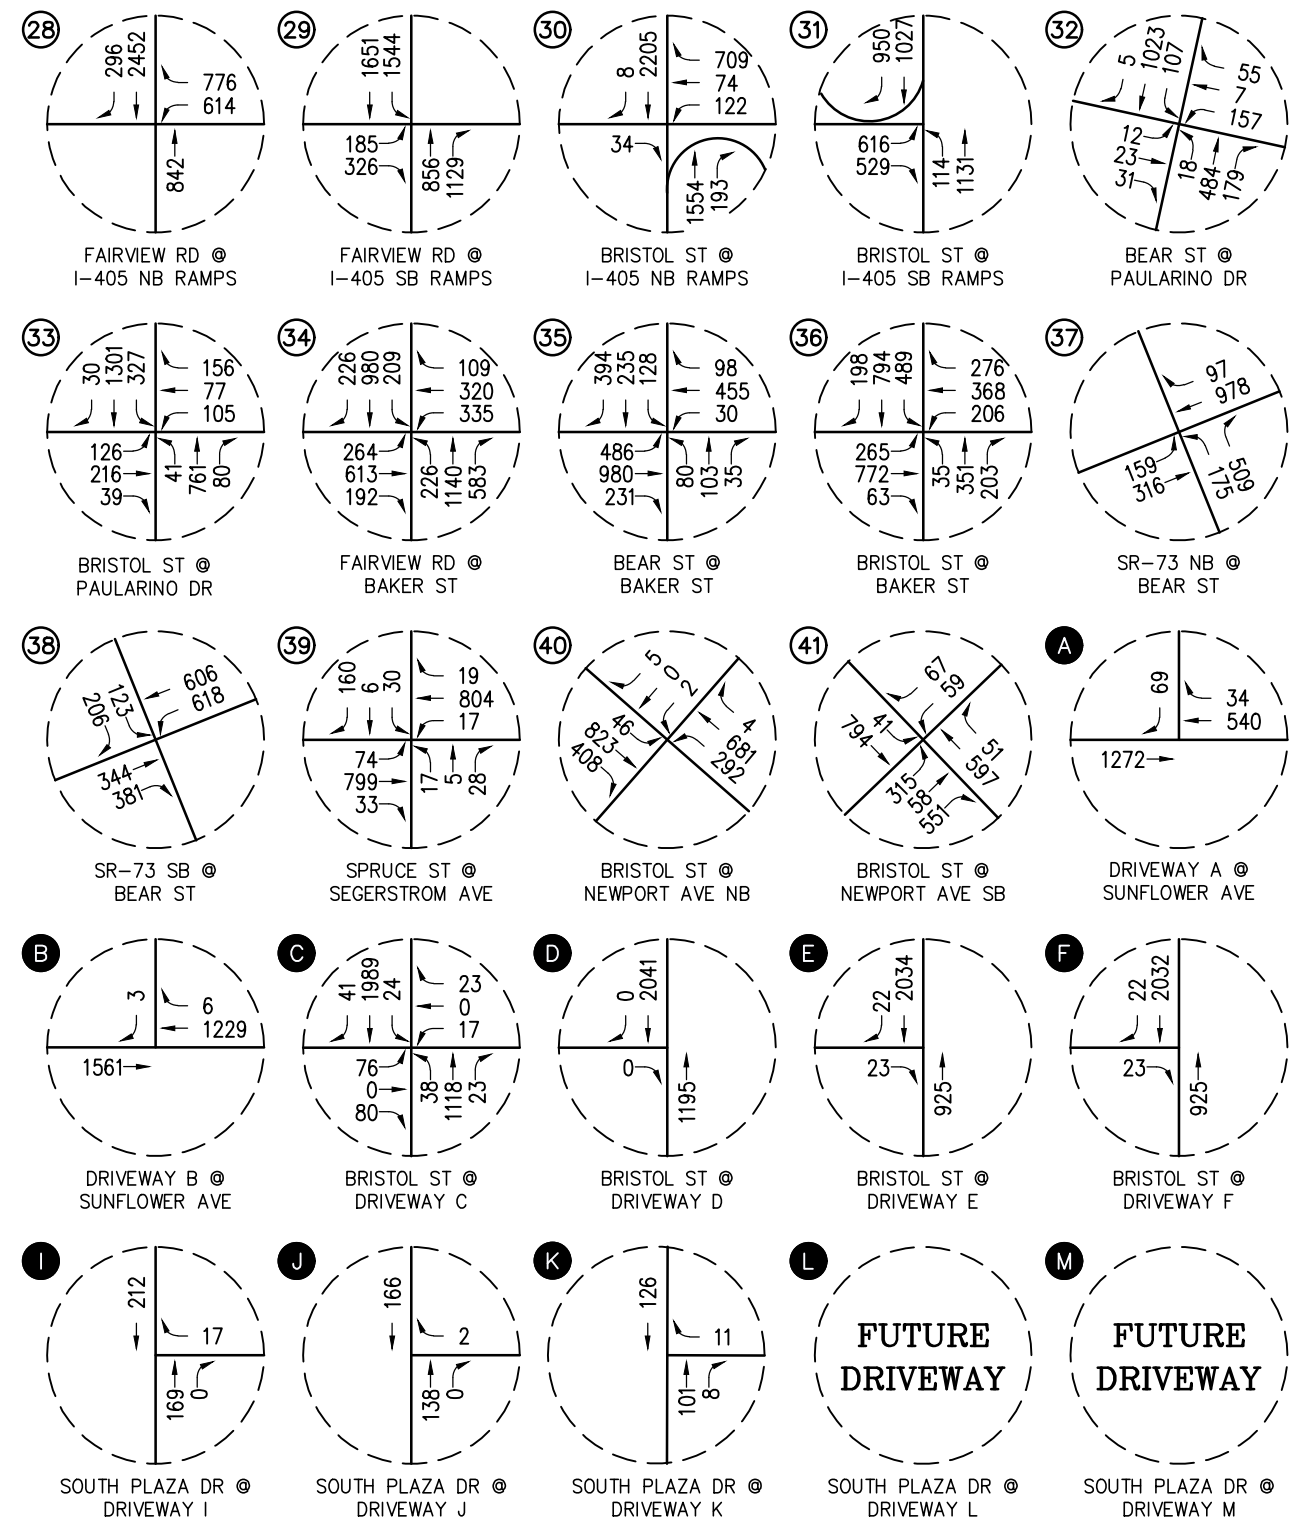 28
296
2452
776
614
842
FAIRVIEW RD @
I-405 NB RAMPS
29
1651
1544
185
326
856
1129
FAIRVIEW RD @
I-405 SB RAMPS
30
8
2205
709
74
122
34
1554
193
BRISTOL ST @
I-405 NB RAMPS
31
950
1027
616
529
114
1131
BRISTOL ST @
I-405 SB RAMPS
32
5
1023
107
55
7
157
12
23
31
18
484
179
BEAR ST @
PAULARINO DR
33
30
1301
327
156
77
105
126
216
39
41
761
80
BRISTOL ST @
PAULARINO DR
34
226
980
209
109
320
335
264
613
192
226
1140
583
FAIRVIEW RD @
BAKER ST
35
394
235
128
98
455
30
486
980
231
80
103
35
BEAR ST @
BAKER ST
36
198
794
489
276
368
206
265
772
63
35
351
203
BRISTOL ST @
BAKER ST
37
97
978
159
316
175
509
SR-73 NB @
BEAR ST
38
206
123
606
618
344
381
SR-73 SB @
BEAR ST
39
160
6
30
19
804
17
74
799
33
17
5
28
SPRUCE ST @
SEGERSTROM AVE
40
5
0
2
4
681
292
46
823
408
BRISTOL ST @
NEWPORT AVE NB
41
67
59
51
597
41
794
315
58
551
BRISTOL ST @
NEWPORT AVE SB
A
69
34
540
1272
DRIVEWAY A @
SUNFLOWER AVE
B
3
6
1229
1561
DRIVEWAY B @
SUNFLOWER AVE
C
41
1989
24
23
0
17
76
0
80
38
1118
23
BRISTOL ST @
DRIVEWAY C
D
0
2041
0
1195
BRISTOL ST @
DRIVEWAY D
E
22
2034
23
925
BRISTOL ST @
DRIVEWAY E
F
22
2032
23
925
BRISTOL ST @
DRIVEWAY F
I
212
17
169
0
SOUTH PLAZA DR @
DRIVEWAY I
J
166
2
138
0
SOUTH PLAZA DR @
DRIVEWAY J
K
126
11
101
8
SOUTH PLAZA DR @
DRIVEWAY K
L
FUTURE
DRIVEWAY
SOUTH PLAZA DR @
DRIVEWAY L
M
FUTURE
DRIVEWAY
SOUTH PLAZA DR @
DRIVEWAY M